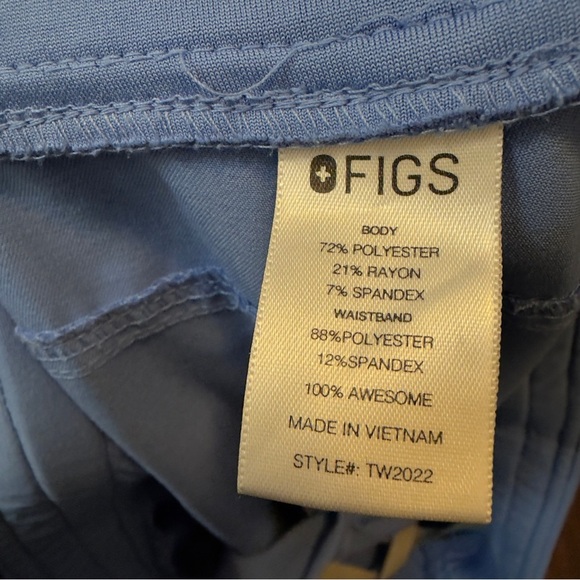 FIGS
BODY
72% POLYESTER
21% RAYON
7% SPANDEX
WAISTBAND
88%POLYESTER
12%SPANDEX
100% AWESOME
MADE IN VIETNAM
STYLE#: TW2022